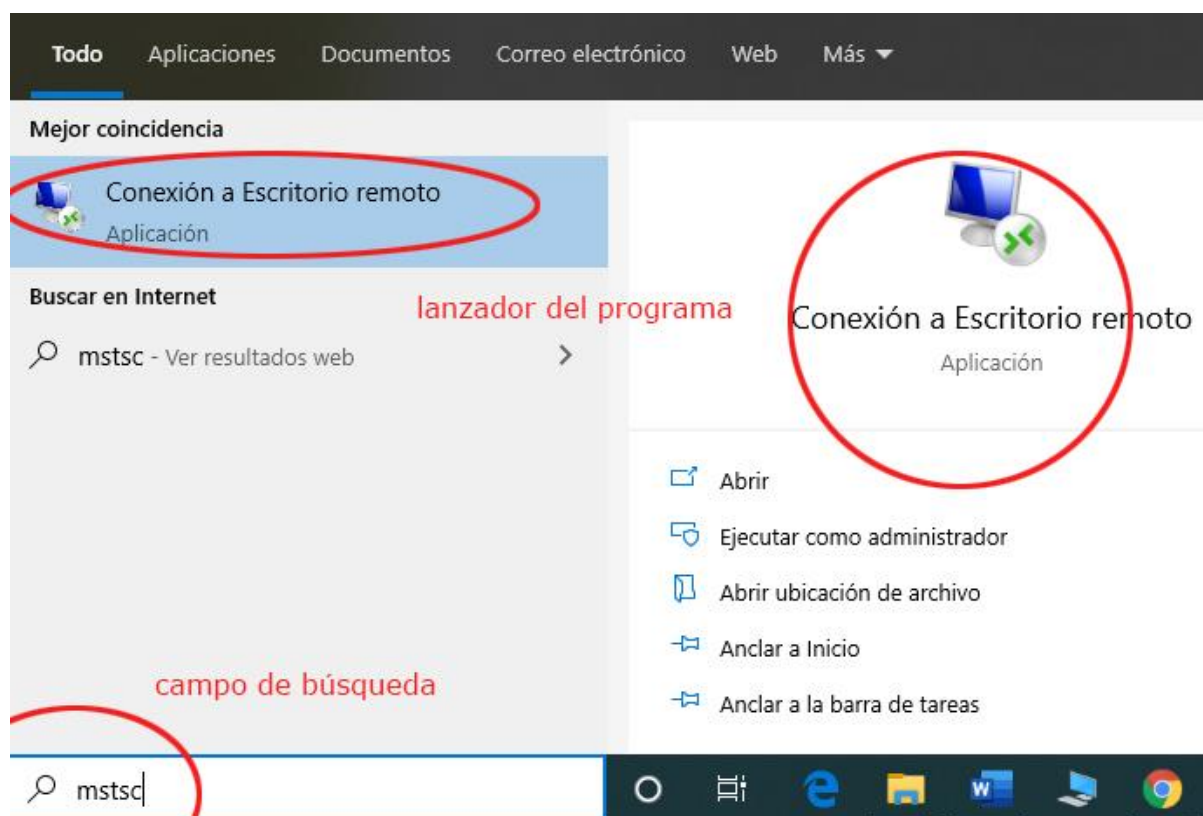 Todo Aplicaciones Documentos Correo electrónico Web Más
Mejor coincidencia
Conexión a Escritorio remoto
Aplicación
Buscar en Internet
mstsc - Ver resultados web
lanzador del programa
Conexión a Escritorio remoto
Aplicación
Abrir
Ejecutar como administrador
Abrir ubicación de archivo
Anclar a Inicio
Anclar a la barra de tareas
campo de búsqueda
mstsc
W